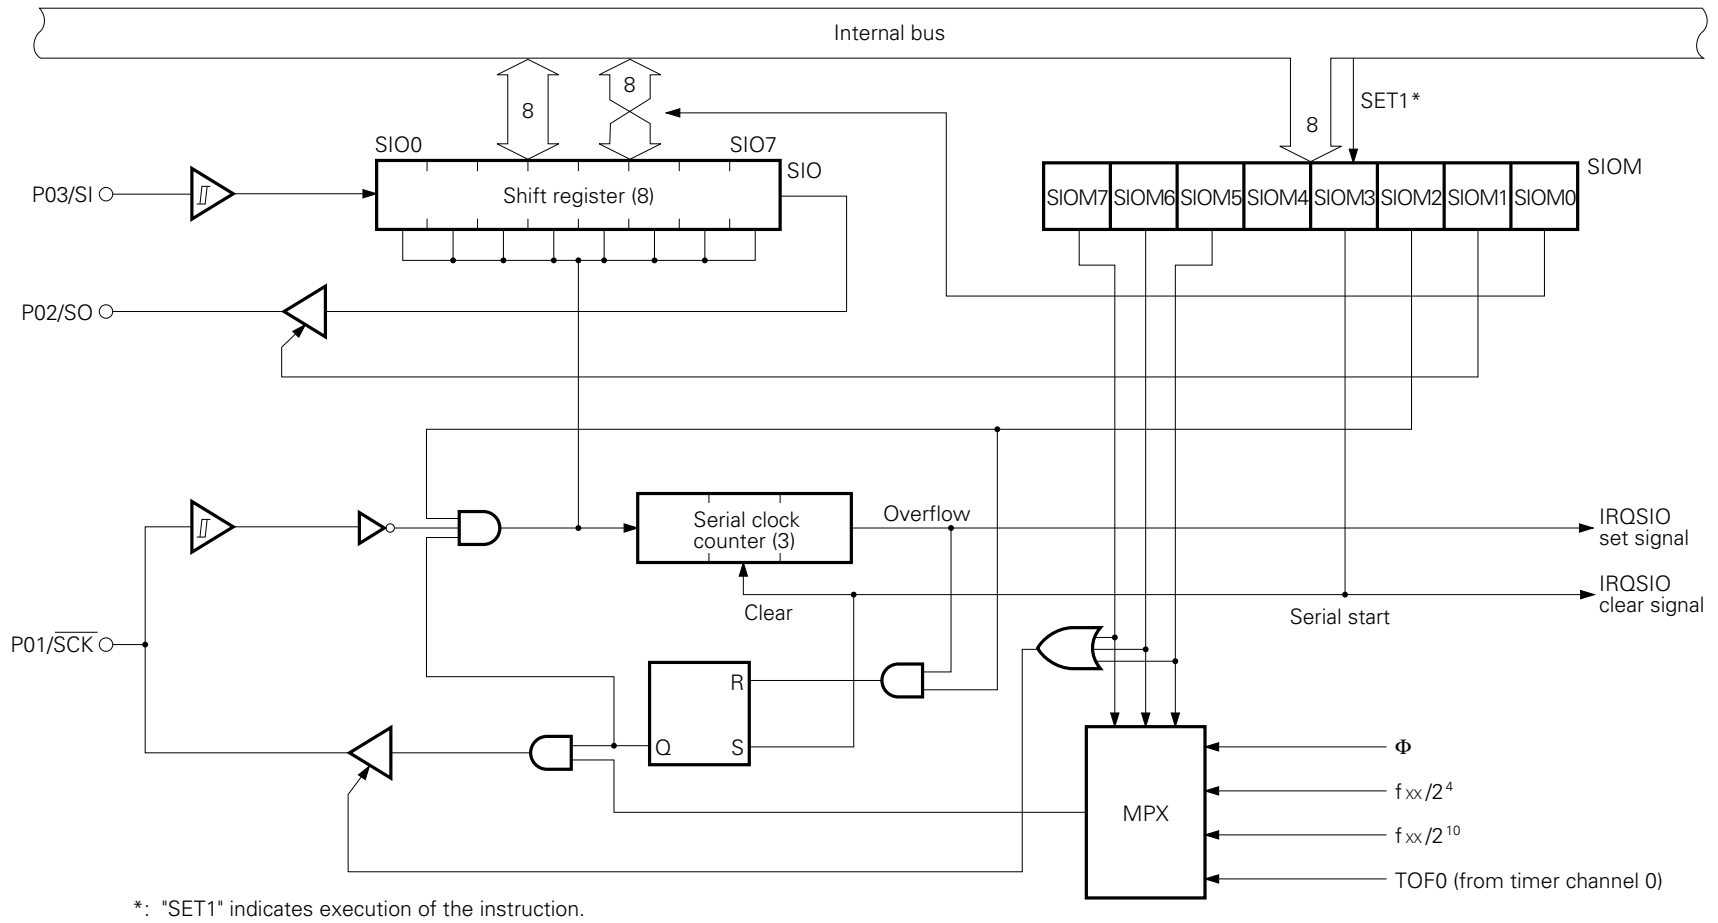 Internal bus
8
8
SET1*
8
SIO0
SIO7
SIO
SIOM
P03/SI
Shift register (8)
SIOM7
SIOM6
SIOM5
SIOM4
SIOM3
SIOM2
SIOM1
SIOM0
P02/SO
Serial clock
counter (3)
Overflow
IRQSIO
set signal
IRQSIO
clear signal
Clear
Serial start
P01/S̅C̅K̅
R
Q
S
MPX
Φ
fxx/2⁴
fxx/2¹⁰
TOF0 (from timer channel 0)
*: "SET1" indicates execution of the instruction.